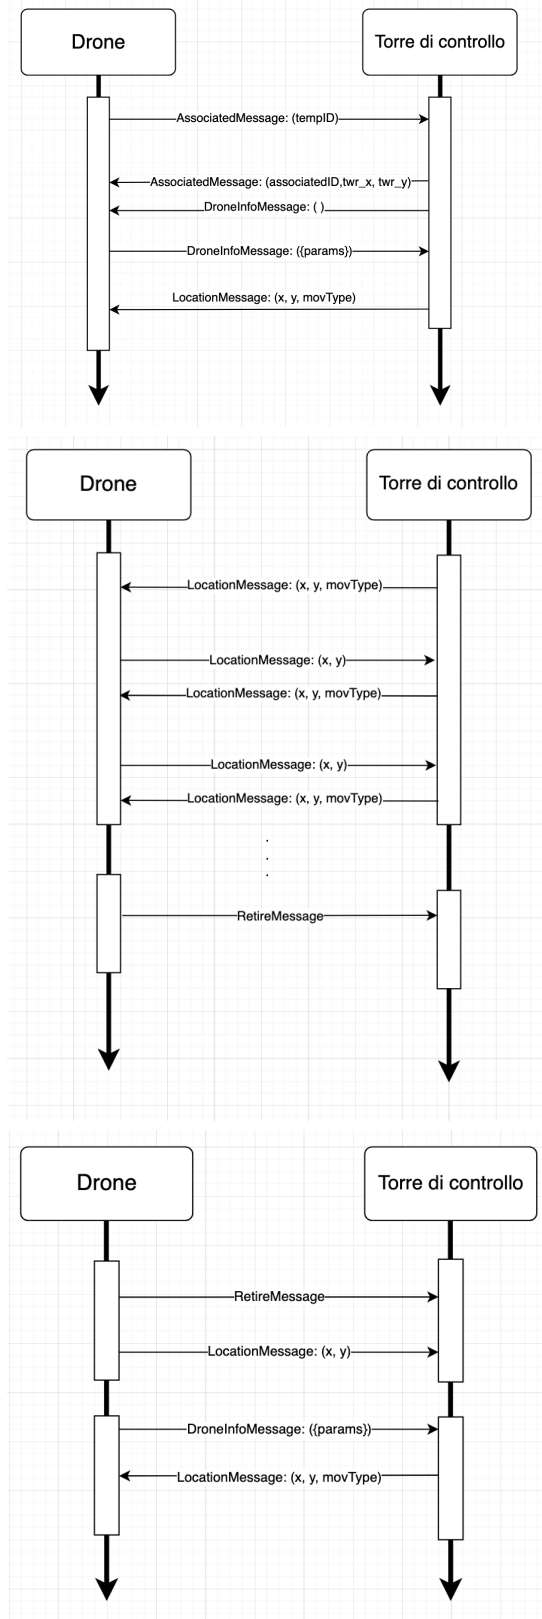 Drone
Torre di controllo
AssociatedMessage: (tempID)
AssociatedMessage: (associatedID,twr_x, twr_y)
DroneInfoMessage: ( )
DroneInfoMessage: ({params})
LocationMessage: (x, y, movType)
Drone
Torre di controllo
LocationMessage: (x, y, movType)
LocationMessage: (x, y)
LocationMessage: (x, y, movType)
LocationMessage: (x, y)
LocationMessage: (x, y, movType)
.
.
.
RetireMessage
Drone
Torre di controllo
RetireMessage
LocationMessage: (x, y)
DroneInfoMessage: ({params})
LocationMessage: (x, y, movType)